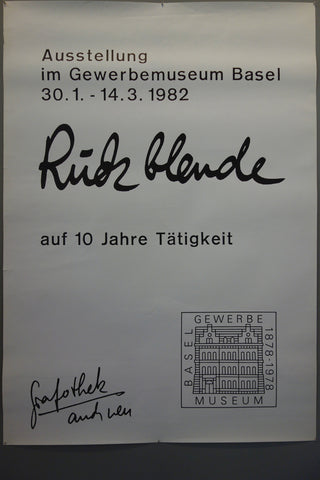 Ausstellung
im Gewerbemuseum Basel
30.1. - 14.3. 1982
Rückblende
auf 10 Jahre Tätigkeit
GEWERBE
BASEL
1878-1978
MUSEUM
Grafothek